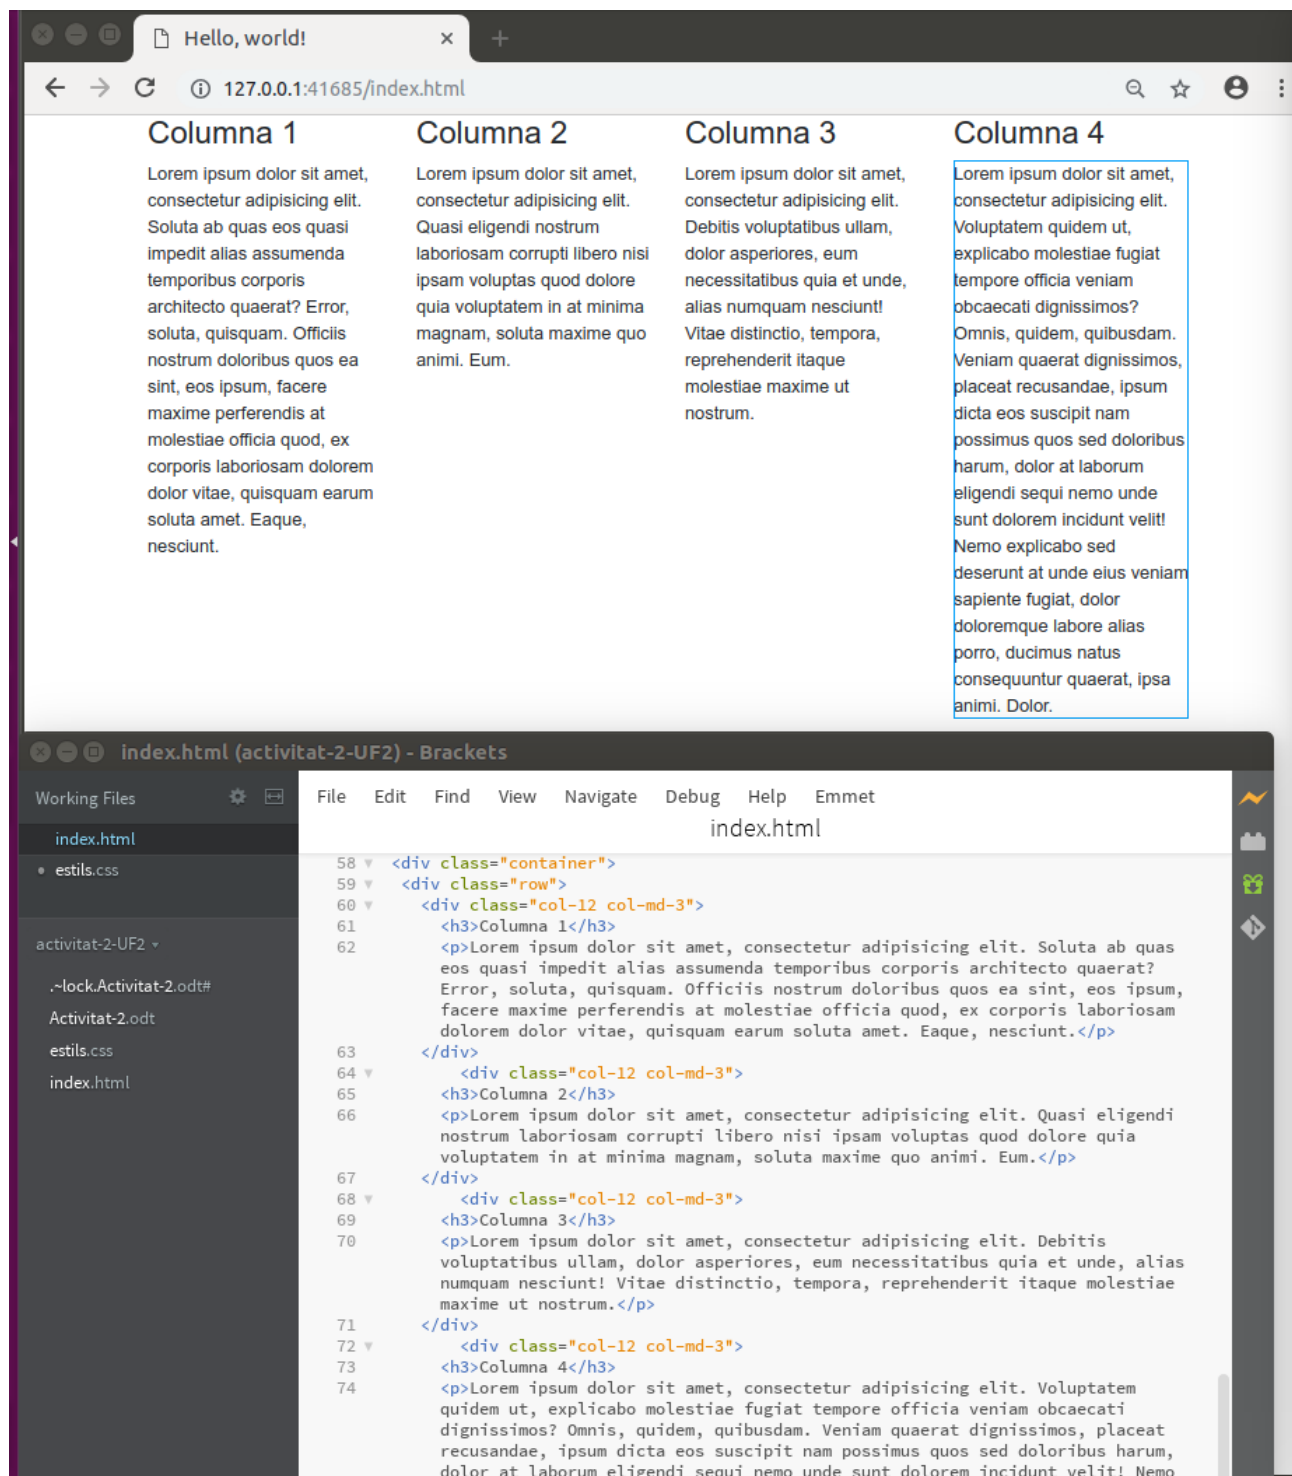 Hello, world!
127.0.0.1:41685/index.html
Columna 1
Lorem ipsum dolor sit amet,
consectetur adipisicing elit.
Soluta ab quas eos quasi
impedit alias assumenda
temporibus corporis
architecto quaerat? Error,
soluta, quisquam. Officiis
nostrum doloribus quos ea
sint, eos ipsum, facere
maxime perferendis at
molestiae officia quod, ex
corporis laboriosam dolorem
dolor vitae, quisquam earum
soluta amet. Eaque,
nesciunt.
Columna 2
Lorem ipsum dolor sit amet,
consectetur adipisicing elit.
Quasi eligendi nostrum
laboriosam corrupti libero nisi
ipsam voluptas quod dolore
quia voluptatem in at minima
magnam, soluta maxime quo
animi. Eum.
Columna 3
Lorem ipsum dolor sit amet,
consectetur adipisicing elit.
Debitis voluptatibus ullam,
dolor asperiores, eum
necessitatibus quia et unde,
alias numquam nesciunt!
Vitae distinctio, tempora,
reprehenderit itaque
molestiae maxime ut
nostrum.
Columna 4
Lorem ipsum dolor sit amet,
consectetur adipisicing elit.
Voluptatem quidem ut,
explicabo molestiae fugiat
tempore officia veniam
obcaecati dignissimos?
Omnis, quidem, quibusdam.
Veniam quaerat dignissimos,
placeat recusandae, ipsum
dicta eos suscipit nam
possimus quos sed doloribus
harum, dolor at laborum
eligendi sequi nemo unde
sunt dolorem incidunt velit!
Nemo explicabo sed
deserunt at unde eius veniam
sapiente fugiat, dolor
doloremque labore alias
porro, ducimus natus
consequuntur quaerat, ipsa
animi. Dolor.
index.html (activitat-2-UF2) - Brackets
Working Files
index.html
estils.css
activitat-2-UF2
.~lock.Activitat-2.odt#
Activitat-2.odt
estils.css
index.html
File Edit Find View Navigate Debug Help Emmet
index.html
58 <div class="container">
59 <div class="row">
60 <div class="col-12 col-md-3">
61 <h3>Columna 1</h3>
62 <p>Lorem ipsum dolor sit amet, consectetur adipisicing elit. Soluta ab quas
eos quasi impedit alias assumenda temporibus corporis architecto quaerat?
Error, soluta, quisquam. Officiis nostrum doloribus quos ea sint, eos ipsum,
facere maxime perferendis at molestiae officia quod, ex corporis laboriosam
dolorem dolor vitae, quisquam earum soluta amet. Eaque, nesciunt.</p>
63 </div>
64 <div class="col-12 col-md-3">
65 <h3>Columna 2</h3>
66 <p>Lorem ipsum dolor sit amet, consectetur adipisicing elit. Quasi eligendi
nostrum laboriosam corrupti libero nisi ipsam voluptas quod dolore quia
voluptatem in at minima magnam, soluta maxime quo animi. Eum.</p>
67 </div>
68 <div class="col-12 col-md-3">
69 <h3>Columna 3</h3>
70 <p>Lorem ipsum dolor sit amet, consectetur adipisicing elit. Debitis
voluptatibus ullam, dolor asperiores, eum necessitatibus quia et unde, alias
numquam nesciunt! Vitae distinctio, tempora, reprehenderit itaque molestiae
maxime ut nostrum.</p>
71 </div>
72 <div class="col-12 col-md-3">
73 <h3>Columna 4</h3>
74 <p>Lorem ipsum dolor sit amet, consectetur adipisicing elit. Voluptatem
quidem ut, explicabo molestiae fugiat tempore officia veniam obcaecati
dignissimos? Omnis, quidem, quibusdam. Veniam quaerat dignissimos, placeat
recusandae, ipsum dicta eos suscipit nam possimus quos sed doloribus harum,
dolor at laborum eligendi sequi nemo unde sunt dolorem incidunt velit! Nemo